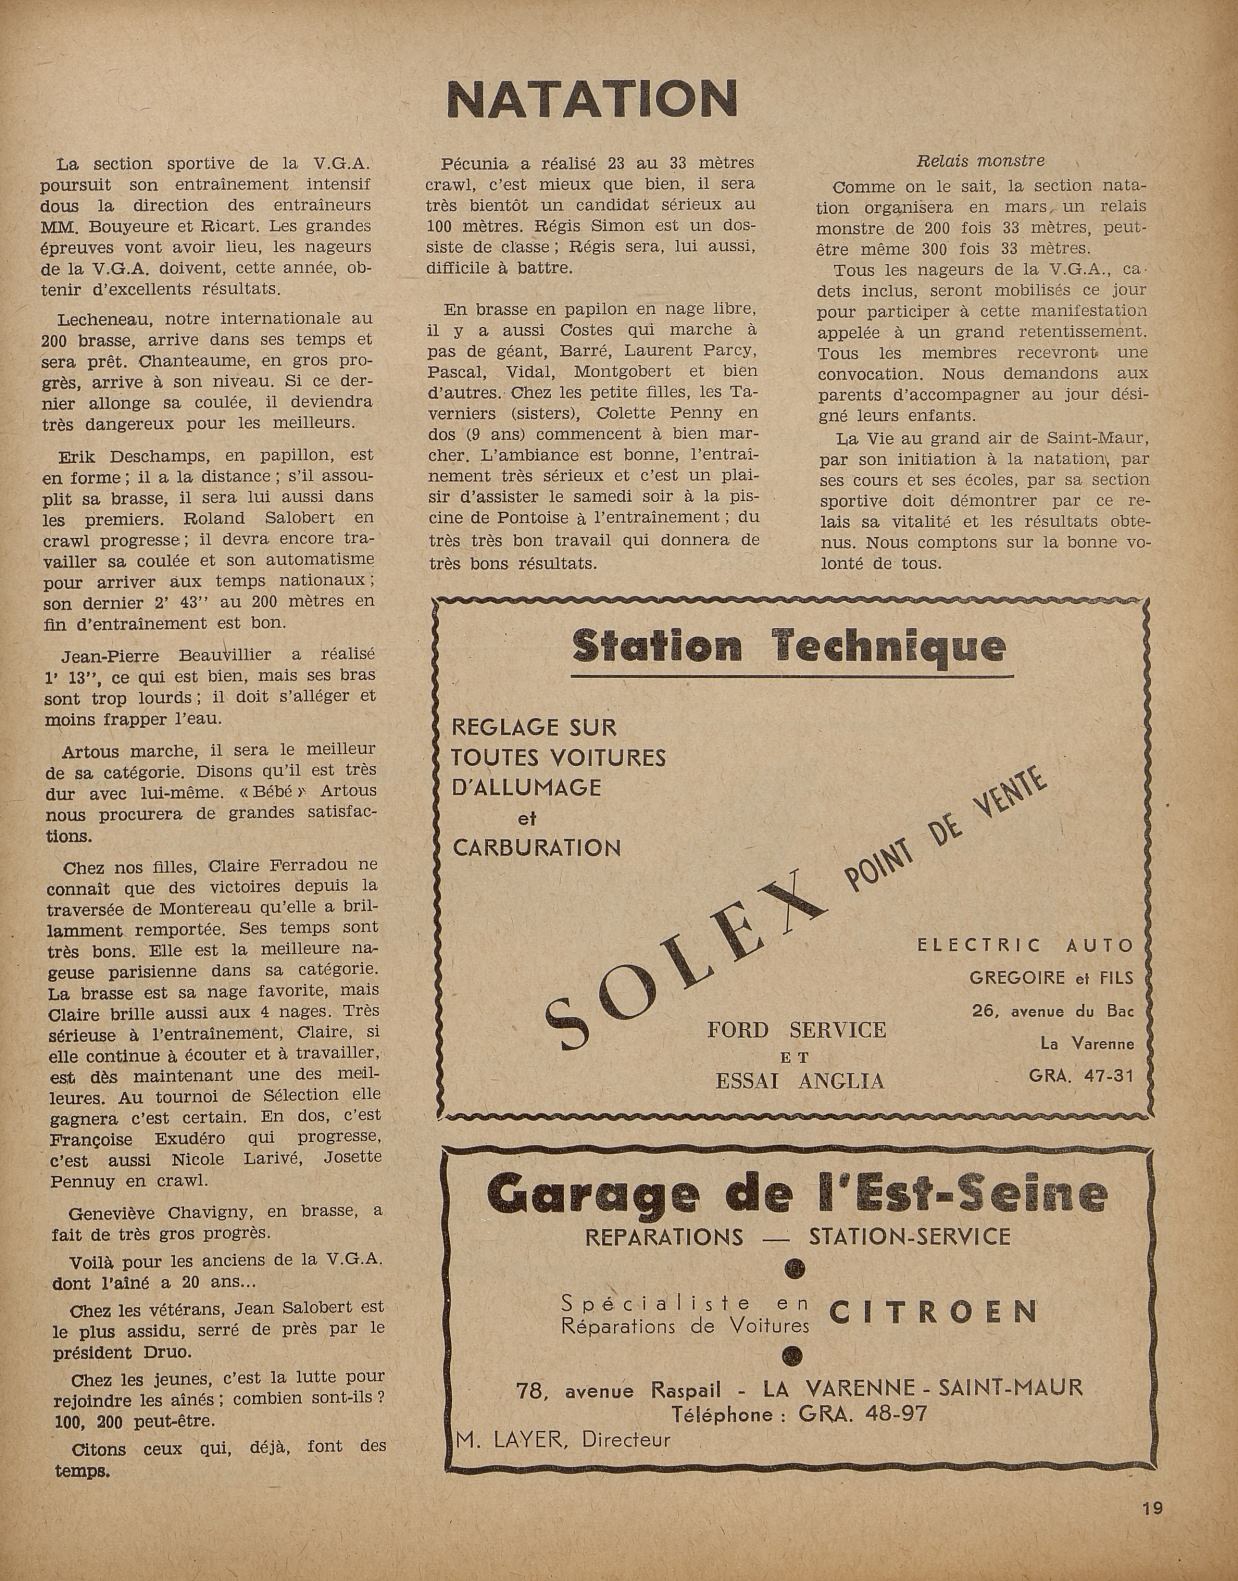 NATATION
La section sportive de la V.G.A.
poursuit son entraînement intensif
dous la direction des entraîneurs
MM. Bouyeure et Ricart. Les grandes
épreuves vont avoir lieu, les nageurs
de la V.G.A. doivent, cette année, ob-
tenir d'excellents résultats.
Lecheneau, notre internationale au
200 brasse, arrive dans ses temps et
sera prêt. Chanteaume, en gros pro-
grès, arrive à son niveau. Si ce der-
nier allonge sa coulée, il deviendra
très dangereux pour les meilleurs.
Erik Deschamps, en papillon, est
en forme ; il a la distance ; s'il assou-
plit sa brasse, il sera lui aussi dans
les premiers. Roland Salobert en
crawl progresse ; il devra encore tra-
vailler sa coulée et son automatisme
pour arriver aux temps nationaux ;
son dernier 2' 43'' au 200 mètres en
fin d'entraînement est bon.
Jean-Pierre Beauvillier a réalisé
1' 13'', ce qui est bien, mais ses bras
sont trop lourds ; il doit s'alléger et
moins frapper l'eau.
Artous marche, il sera le meilleur
de sa catégorie. Disons qu'il est très
dur avec lui-même. « Bébé » Artous
nous procurera de grandes satisfac-
tions.
Chez nos filles, Claire Ferradou ne
connaît que des victoires depuis la
traversée de Montereau qu'elle a bril-
lamment remportée. Ses temps sont
très bons. Elle est la meilleure na-
geuse parisienne dans sa catégorie.
La brasse est sa nage favorite, mais
Claire brille aussi aux 4 nages. Très
sérieuse à l'entraînement, Claire, si
elle continue à écouter et à travailler,
est dès maintenant une des meil-
leures. Au tournoi de Sélection elle
gagnera c'est certain. En dos, c'est
Françoise Exudéro qui progresse,
c'est aussi Nicole Larivé, Josette
Pennuy en crawl.
Geneviève Chavigny, en brasse, a
fait de très gros progrès.
Voilà pour les anciens de la V.G.A.
dont l'aîné a 20 ans...
Chez les vétérans, Jean Salobert est
le plus assidu, serré de près par le
président Druo.
Chez les jeunes, c'est la lutte pour
rejoindre les aînés ; combien sont-ils ?
100, 200 peut-être.
Citons ceux qui, déjà, font des
temps.
Pécunia a réalisé 23 au 33 mètres
crawl, c'est mieux que bien, il sera
très bientôt un candidat sérieux au
100 mètres. Régis Simon est un dos-
siste de classe ; Régis sera, lui aussi,
difficile à battre.
En brasse en papilon en nage libre,
il y a aussi Costes qui marche à
pas de géant, Barré, Laurent Parcy,
Pascal, Vidal, Montgobert et bien
d'autres. Chez les petite filles, les Ta-
verniers (sisters), Colette Penny en
dos (9 ans) commencent à bien mar-
cher. L'ambiance est bonne, l'entraî-
nement très sérieux et c'est un plai-
sir d'assister le samedi soir à la pis-
cine de Pontoise à l'entraînement ; du
très très bon travail qui donnera de
très bons résultats.
Relais monstre
Comme on le sait, la section nata-
tion organisera en mars, un relais
monstre de 200 fois 33 mètres, peut-
être même 300 fois 33 mètres.
Tous les nageurs de la V.G.A., ca-
dets inclus, seront mobilisés ce jour
pour participer à cette manifestation
appelée à un grand retentissement.
Tous les membres recevront une
convocation. Nous demandons aux
parents d'accompagner au jour dési-
gné leurs enfants.
La Vie au grand air de Saint-Maur,
par son initiation à la natation, par
ses cours et ses écoles, par sa section
sportive doit démontrer par ce re-
lais sa vitalité et les résultats obte-
nus. Nous comptons sur la bonne vo-
lonté de tous.
Station Technique
REGLAGE SUR
TOUTES VOITURES
D'ALLUMAGE
et
CARBURATION
SOLEX POINT DE VENTE
FORD SERVICE
ET
ESSAI ANGLIA
ELECTRIC AUTO
GREGOIRE et FILS
26, avenue du Bac
La Varenne
GRA. 47-31
Garage de l'Est-Seine
REPARATIONS — STATION-SERVICE
Spécialiste en
Réparations de Voitures
CITROEN
78, avenue Raspail - LA VARENNE - SAINT-MAUR
Téléphone : GRA. 48-97
M. LAYER, Directeur
19